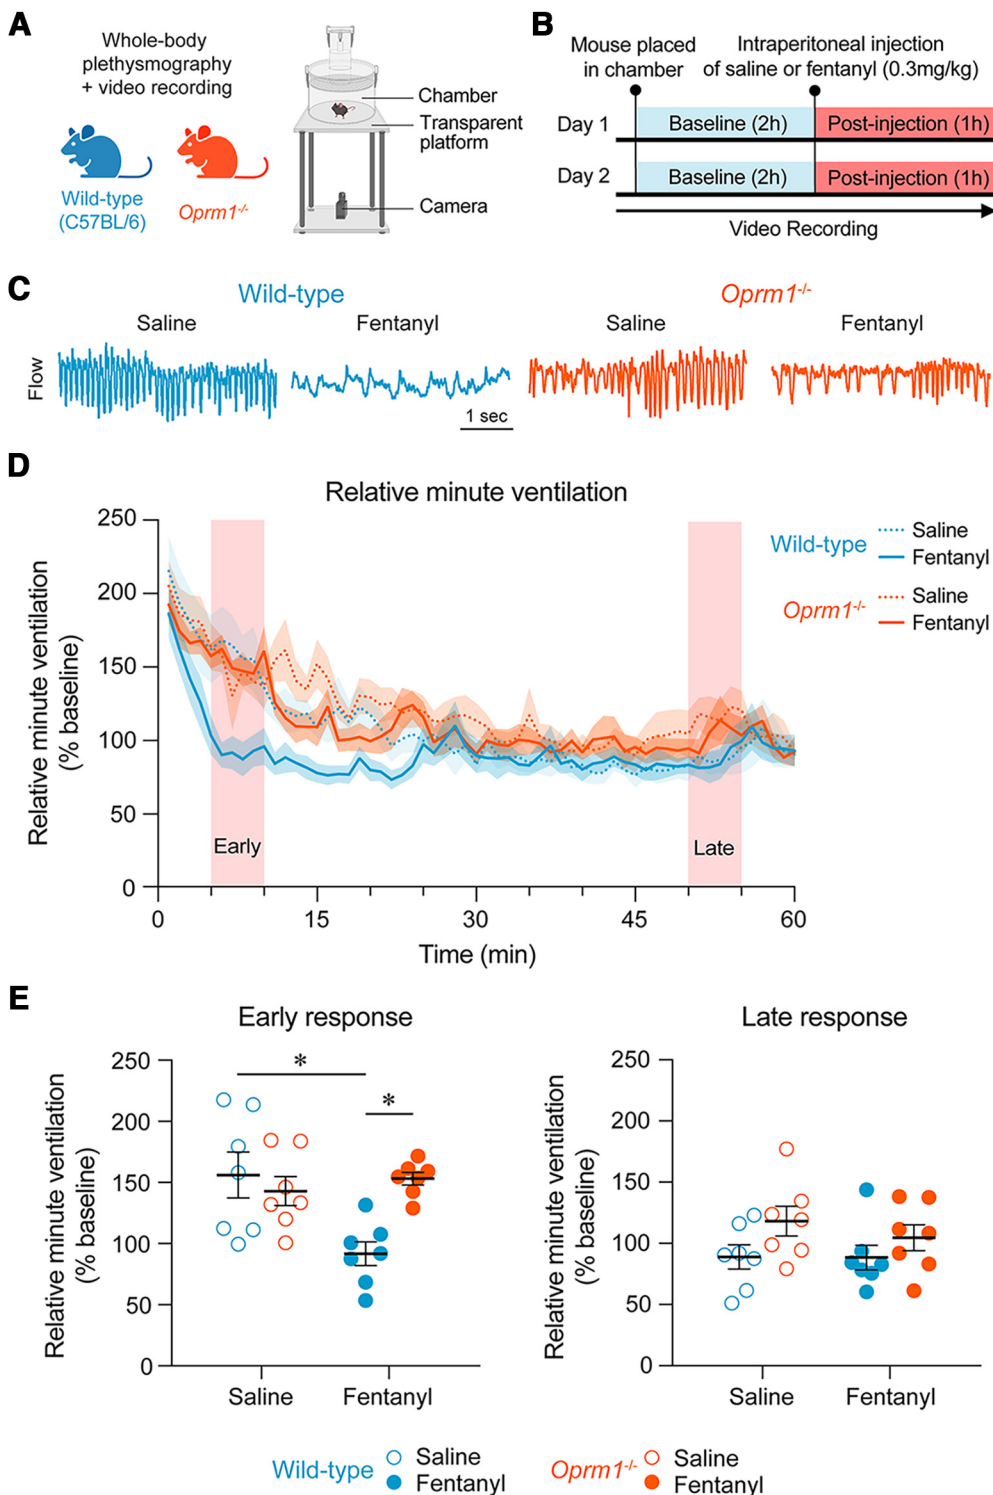 A
Whole-body
plethysmography
+ video recording
Wild-type
(C57BL/6)
Oprm1-/-
Chamber
Transparent
platform
Camera
B
Mouse placed
in chamber
Intraperitoneal injection
of saline or fentanyl (0.3mg/kg)
Day 1
Baseline (2h)
Post-injection (1h)
Day 2
Baseline (2h)
Post-injection (1h)
Video Recording
C
Wild-type
Oprm1-/-
Saline
Fentanyl
Saline
Fentanyl
Flow
1 sec
D
Relative minute ventilation
Relative minute ventilation
(% baseline)
250
200
150
100
50
0
Early
Late
0
15
30
45
60
Time (min)
Wild-type
Saline
Fentanyl
Oprm1-/-
Saline
Fentanyl
E
Early response
Relative minute ventilation
(% baseline)
250
200
150
100
50
0
*
*
Saline
Fentanyl
Late response
Relative minute ventilation
(% baseline)
250
200
150
100
50
0
Saline
Fentanyl
Wild-type
Saline
Fentanyl
Oprm1-/-
Saline
Fentanyl